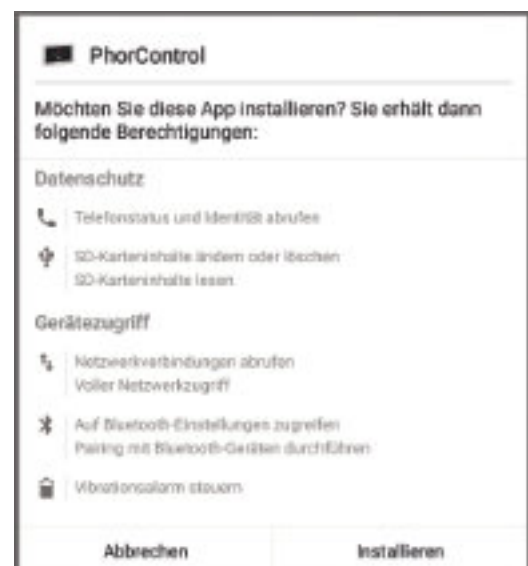 PhorControl
Möchten Sie diese App installieren? Sie erhält dann
folgende Berechtigungen:
Datenschutz
Telefonstatus und Identität abrufen
SD-Karteninhalte ändern oder löschen
SD-Karteninhalte lesen
Gerätezugriff
Netzwerkverbindungen abrufen
Voller Netzwerkzugriff
Auf Bluetooth-Einstellungen zugreifen
Pairing mit Bluetooth-Geräten durchführen
Vibrationsalarm steuern
Abbrechen
Installieren